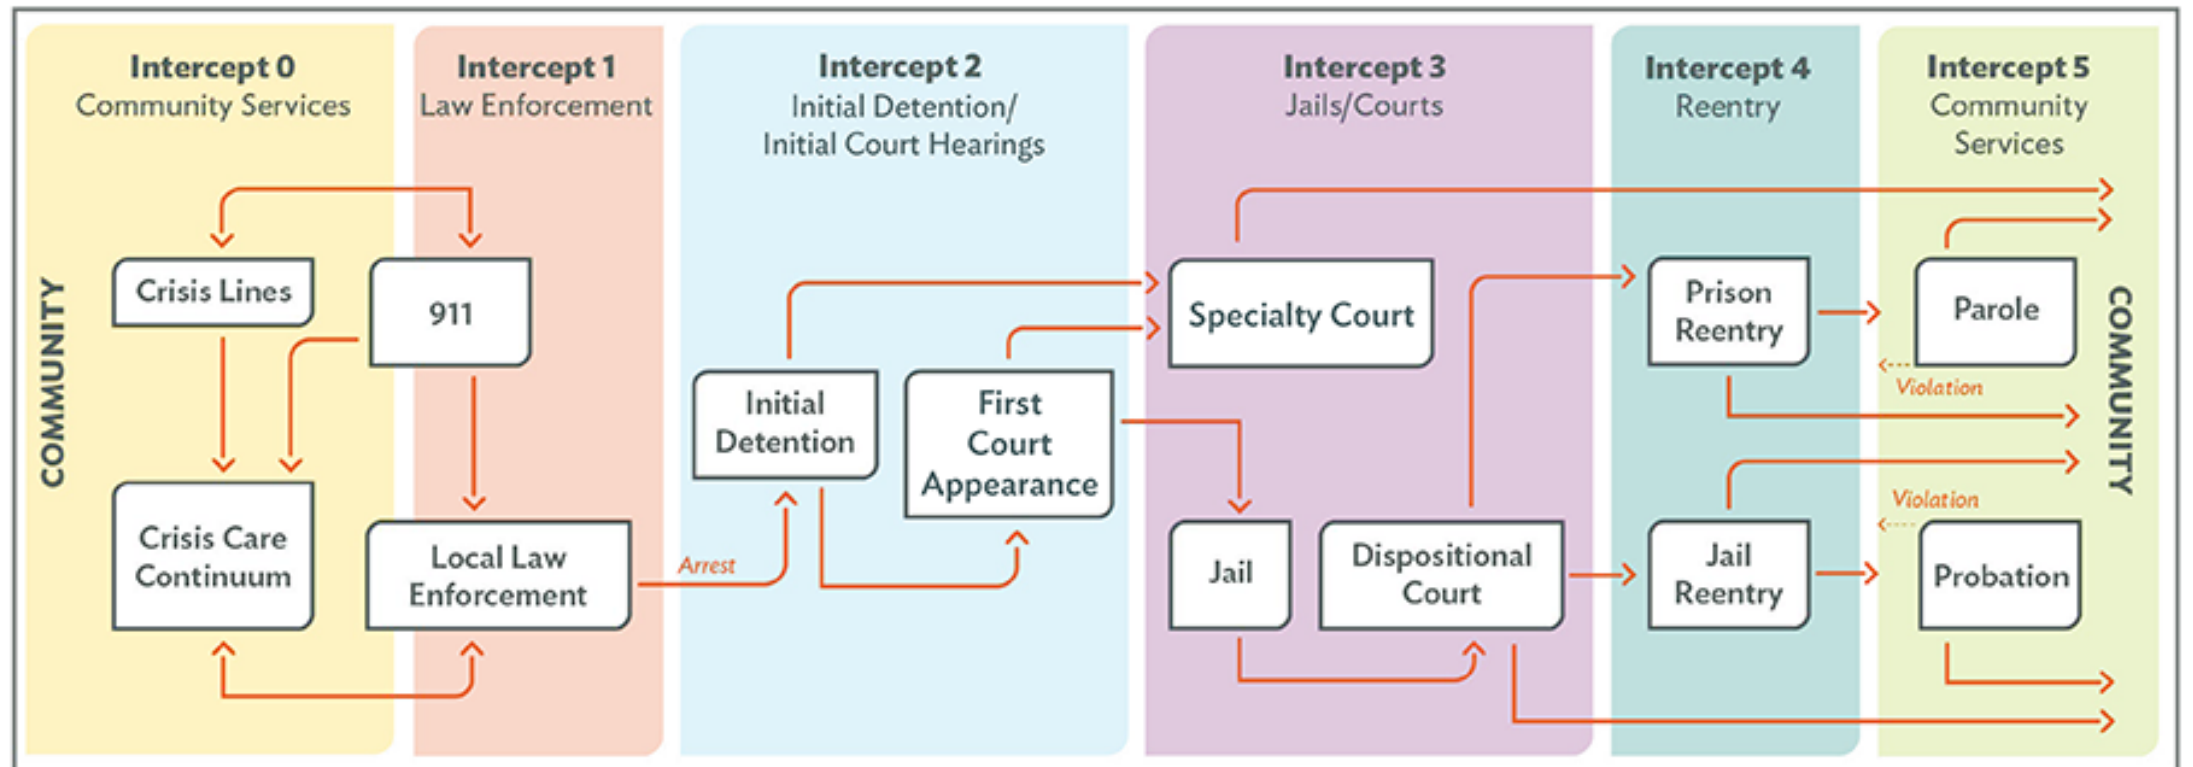 Intercept 0
Community Services
Intercept 1
Law Enforcement
Intercept 2
Initial Detention/
Initial Court Hearings
Intercept 3
Jails/Courts
Intercept 4
Reentry
Intercept 5
Community
Services
COMMUNITY
Crisis Lines
911
Crisis Care
Continuum
Local Law
Enforcement
Arrest
Initial
Detention
First
Court
Appearance
Specialty Court
Jail
Dispositional
Court
Prison
Reentry
Jail
Reentry
Parole
Violation
Violation
Probation
COMMUNITY